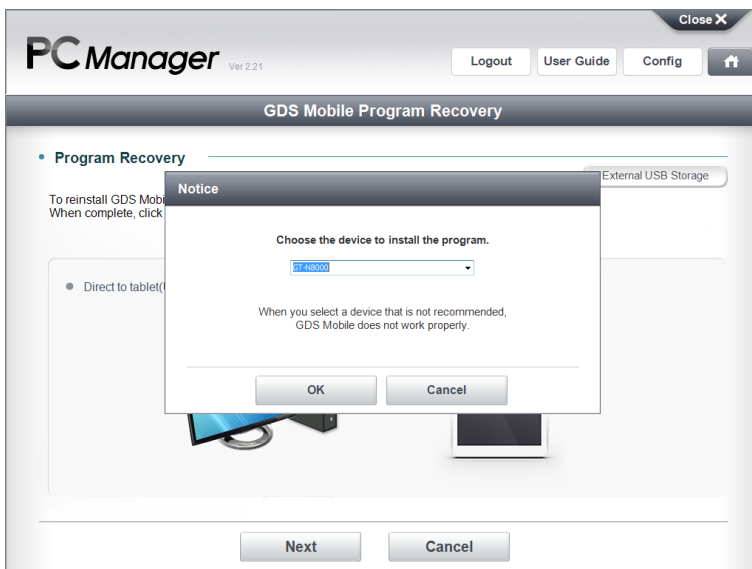 Close X
PC Manager Ver 2.21
Logout User Guide Config
GDS Mobile Program Recovery
Program Recovery
External USB Storage
To reinstall GDS Mobi
When complete, click
Direct to tablet(
Notice
Choose the device to install the program.
GT-N8000
When you select a device that is not recommended,
GDS Mobile does not work properly.
OK Cancel
Next Cancel